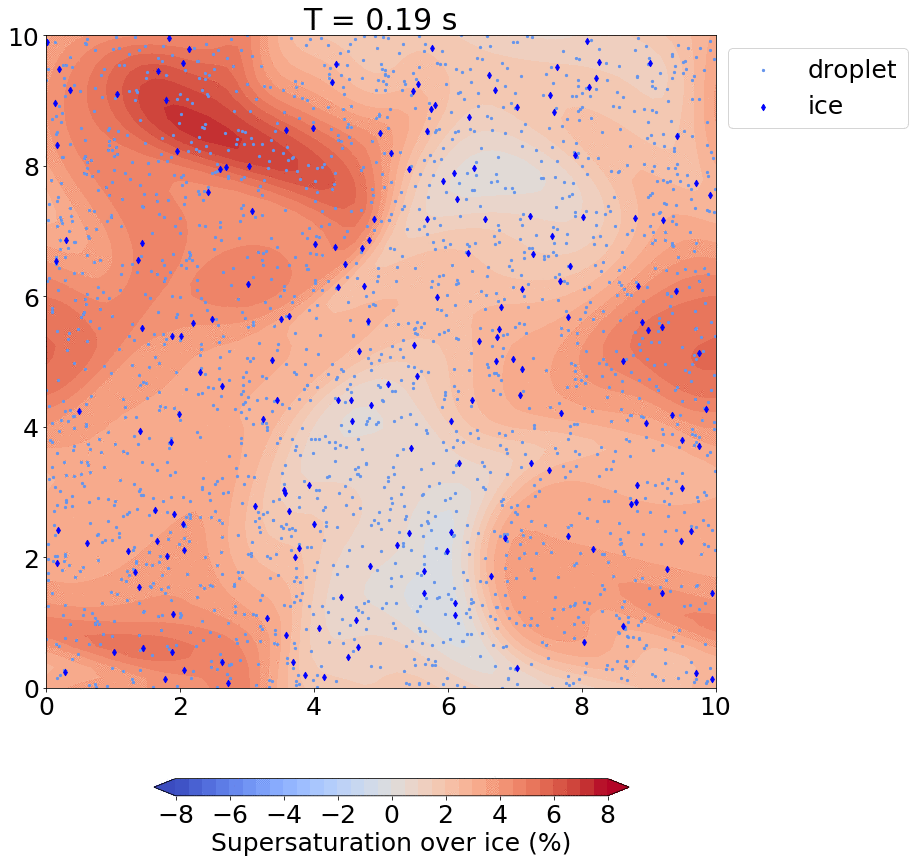 T = 0.19 s
10
8
6
4
2
0
0 2 4 6 8 10
droplet
ice
−8 −6 −4 −2 0 2 4 6 8
Supersaturation over ice (%)